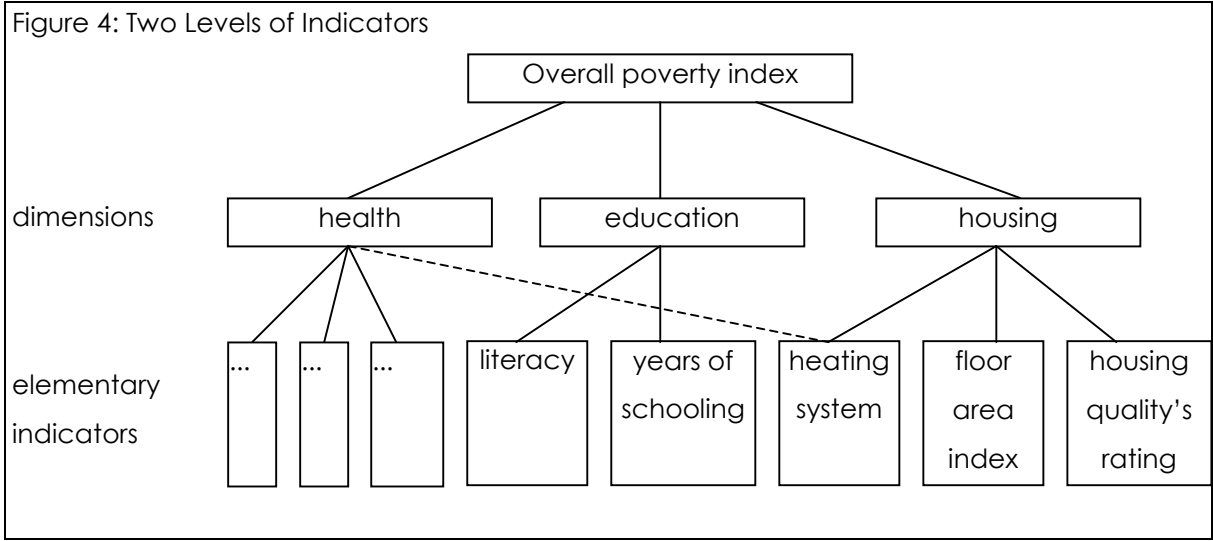 Figure 4: Two Levels of Indicators
Overall poverty index
dimensions
health
education
housing
elementary
indicators
...
...
...
literacy
years of
schooling
heating
system
floor
area
index
housing
quality's
rating